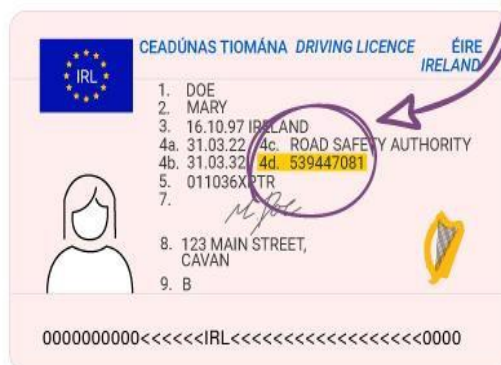 IRL
CEADÚNAS TIOMÁNA DRIVING LICENCE ÉIRE
IRELAND
1. DOE
2. MARY
3. 16.10.97 IRELAND
4a. 31.03.22 4c. ROAD SAFETY AUTHORITY
4b. 31.03.32 4d. 539447081
5. 011036XPTR
7. M. Doe
8. 123 MAIN STREET,
CAVAN
9. B
0000000000<<<<<<IRL<<<<<<<<<<<<<<<<<<<0000